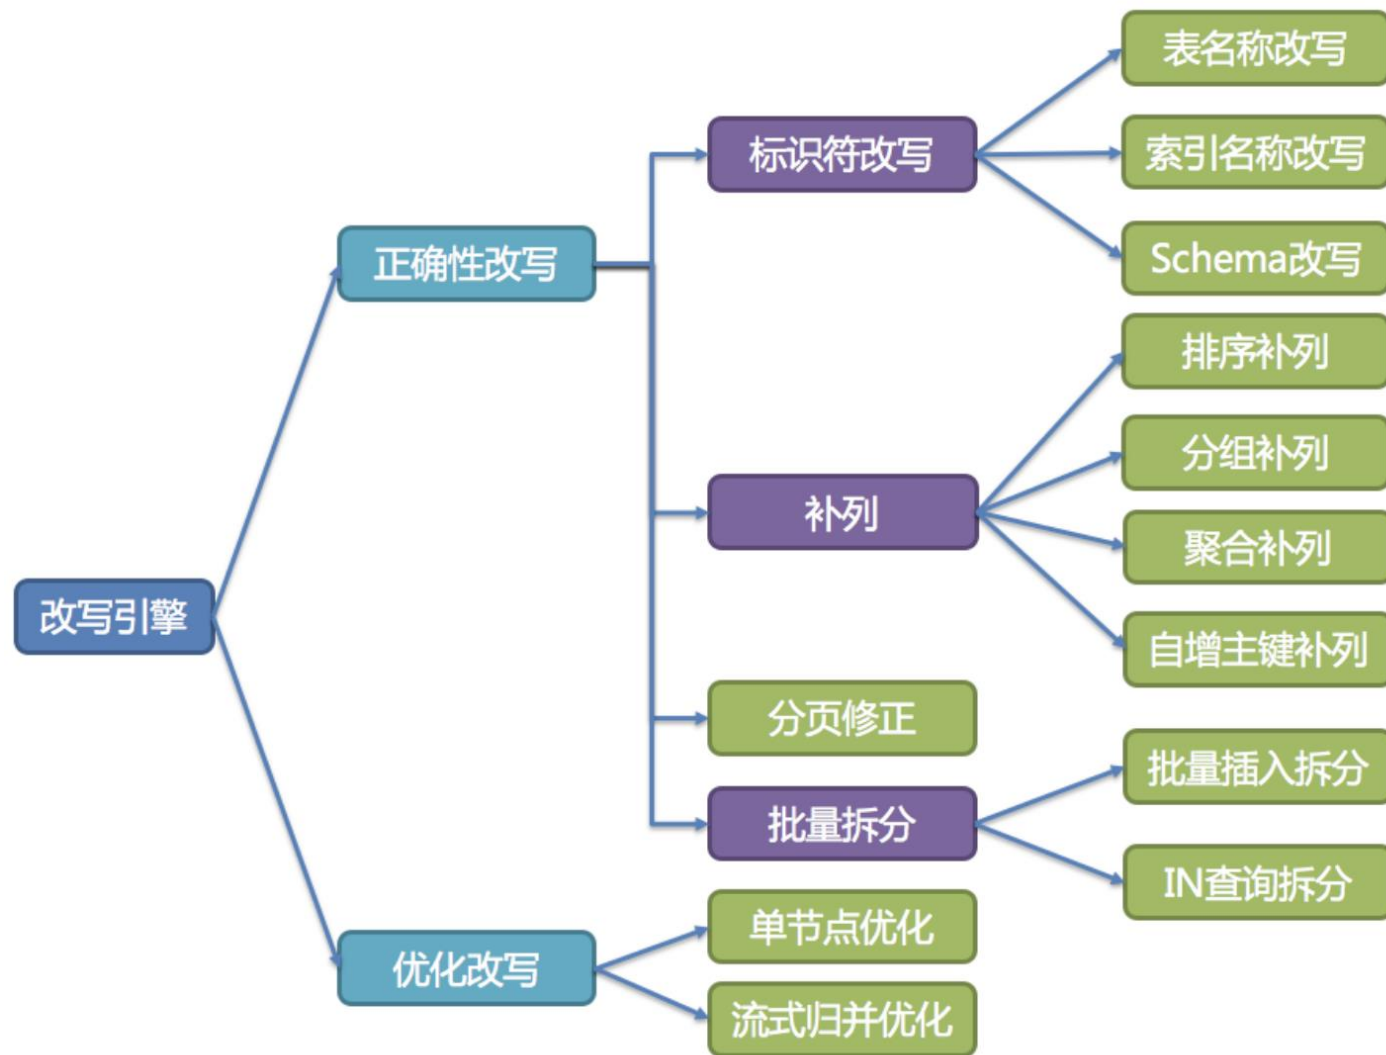 表名称改写
标识符改写
索引名称改写
正确性改写
Schema改写
排序补列
分组补列
补列
聚合补列
改写引擎
自增主键补列
分页修正
批量插入拆分
批量拆分
IN查询拆分
单节点优化
优化改写
流式归并优化